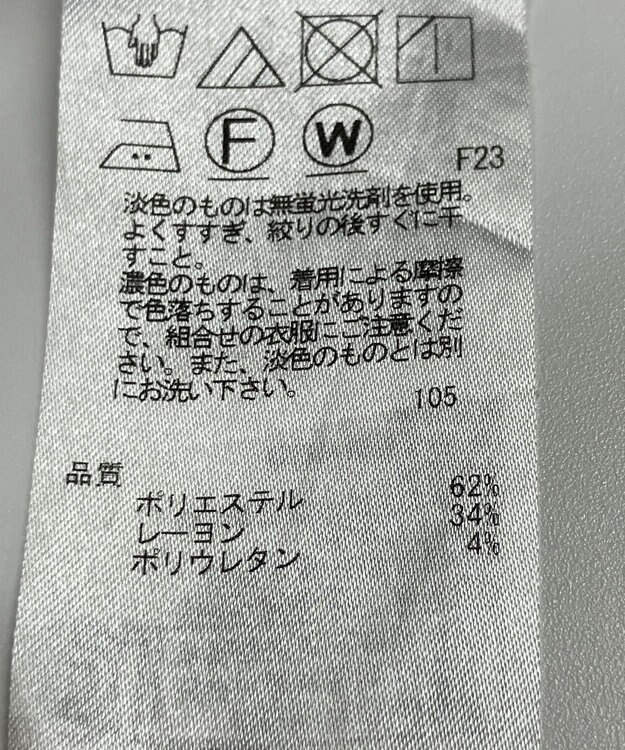 F W F23
淡色のものは無蛍光洗剤を使用。
よくすすぎ、絞りの後すぐに干
すこと。
濃色のものは、着用による摩擦
で色落ちすることがありますの
で、組合せの衣服にご注意くだ
さい。また、淡色のものとは別
にお洗い下さい。
105
品質
ポリエステル 62%
レーヨン 34%
ポリウレタン 4%